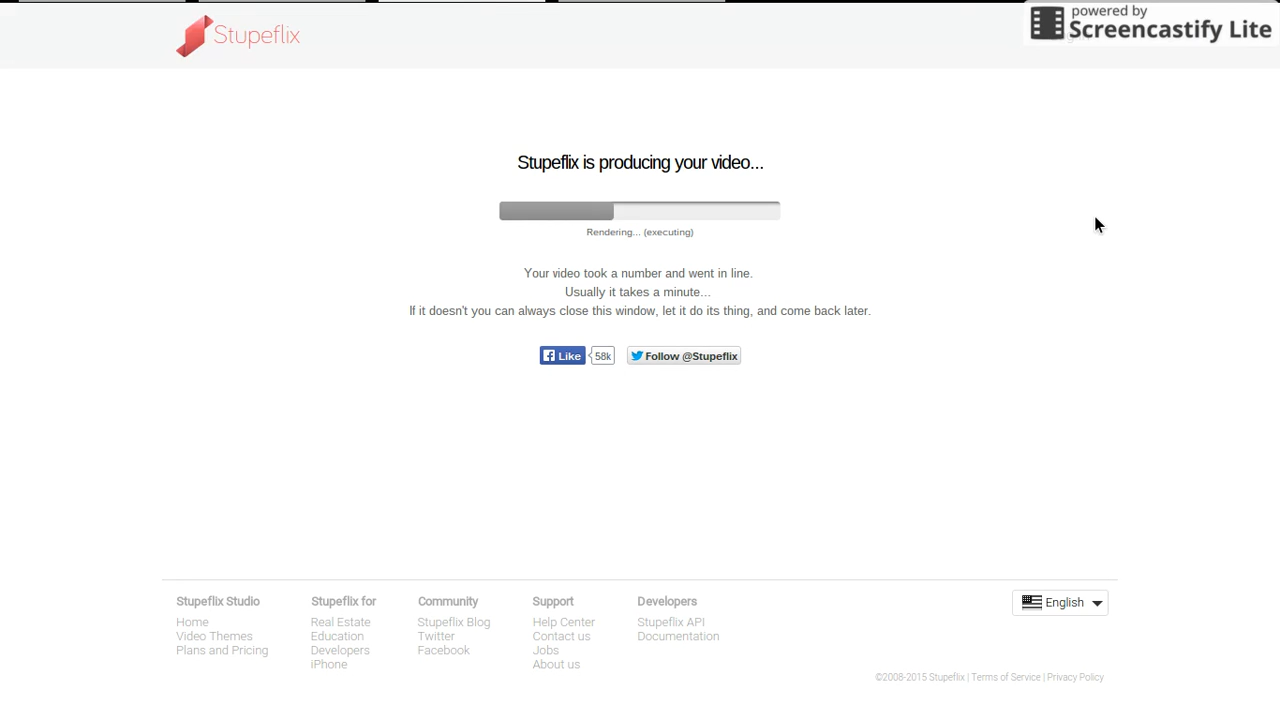 Stupeflix
powered by
Screencastify Lite
Stupeflix is producing your video...
Rendering... (executing)
Your video took a number and went in line.
Usually it takes a minute...
If it doesn't you can always close this window, let it do its thing, and come back later.
Like 58k Follow @Stupeflix
Stupeflix Studio
Home
Video Themes
Plans and Pricing
Stupeflix for
Real Estate
Education
Developers
iPhone
Community
Stupeflix Blog
Twitter
Facebook
Support
Help Center
Contact us
Jobs
About us
Developers
Stupeflix API
Documentation
English
©2008-2015 Stupeflix | Terms of Service | Privacy Policy